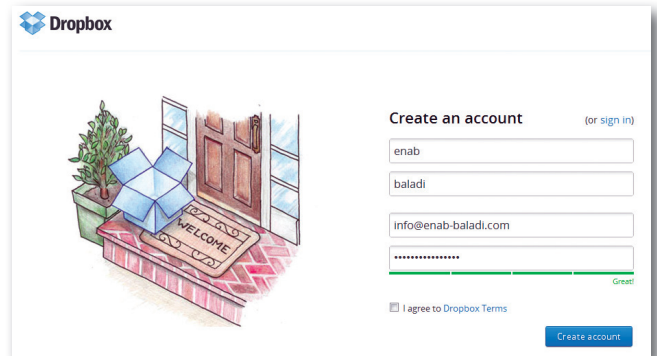 Dropbox
WELCOME
Create an account (or sign in)
enab
baladi
info@enab-baladi.com
••••••••••••••••
Great!
I agree to Dropbox Terms
Create account